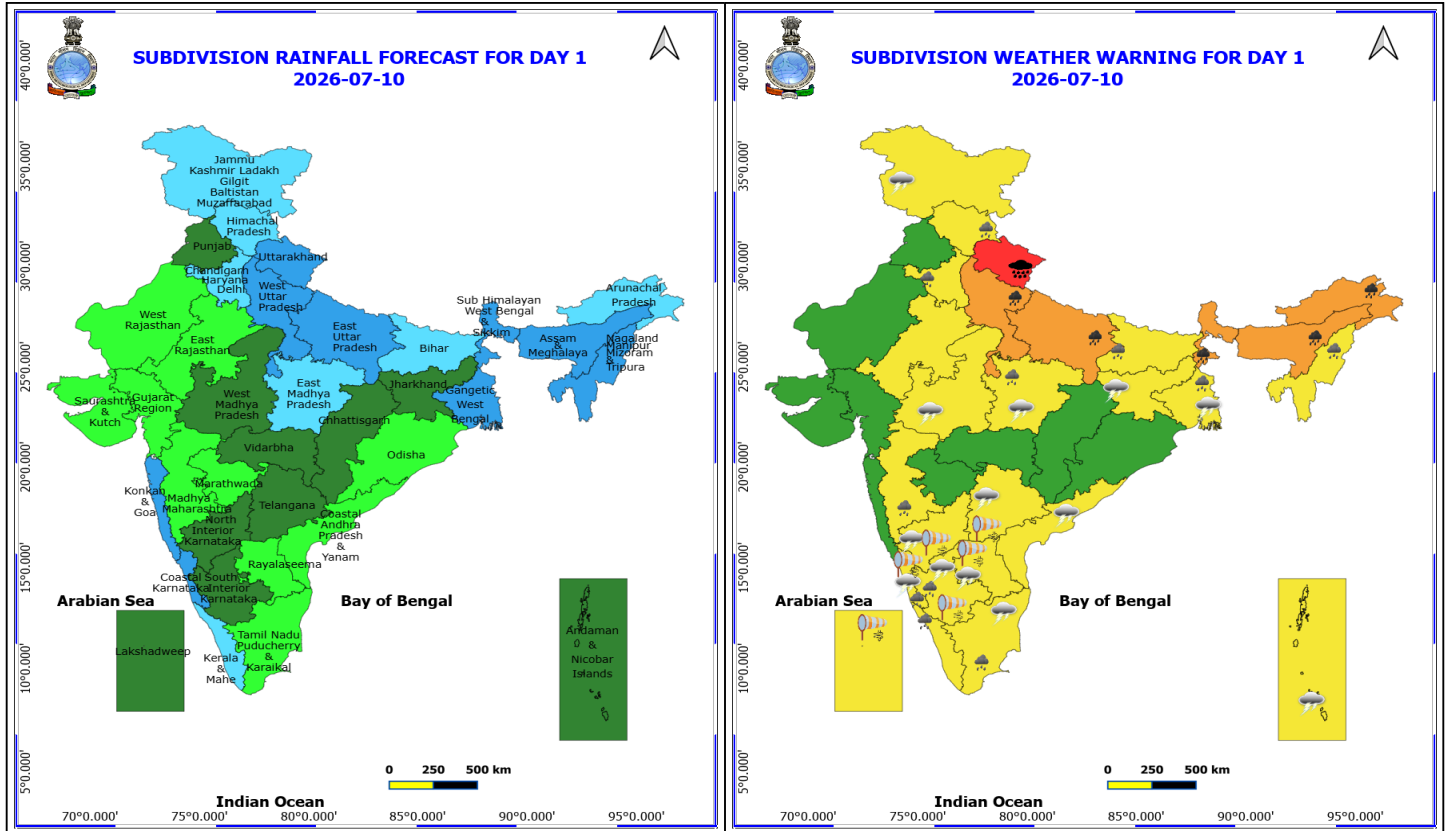 SUBDIVISION RAINFALL FORECAST FOR DAY 1
2026-07-10
40°0.000'
35°0.000'
30°0.000'
25°0.000'
20°0.000'
15°0.000'
10°0.000'
5°0.000'
Jammu
Kashmir Ladakh
Gilgit
Baltistan
Muzaffarabad
Himachal
Pradesh
Punjab
Uttarakhand
Chandigarh
Haryana
Delhi
West
Uttar
Pradesh
Arunachal
Pradesh
Sub Himalayan
West Bengal
&
Sikkim
West
Rajasthan
East
Rajasthan
East
Uttar
Pradesh
Bihar
Assam
&
Meghalaya
Nagaland
Manipur
Mizoram
&
Tripura
Saurashtra
&
Kutch
Gujarat
Region
West
Madhya
Pradesh
East
Madhya
Pradesh
Jharkhand
Gangetic
West
Bengal
Chhattisgarh
Vidarbha
Odisha
Konkan
&
Goa
Madhya
Maharashtra
Marathwada
Telangana
North
Interior
Karnataka
Coastal
Andhra
Pradesh
&
Yanam
Rayalaseema
Coastal
Karnataka
South
Interior
Karnataka
Arabian Sea
Bay of Bengal
Lakshadweep
Kerala
&
Mahe
Tamil Nadu
Puducherry
&
Karaikal
Andaman
&
Nicobar
Islands
0 250 500 km
Indian Ocean
70°0.000' 75°0.000' 80°0.000' 85°0.000' 90°0.000' 95°0.000'
SUBDIVISION WEATHER WARNING FOR DAY 1
2026-07-10
40°0.000'
35°0.000'
30°0.000'
25°0.000'
20°0.000'
15°0.000'
10°0.000'
5°0.000'
Arabian Sea
Bay of Bengal
0 250 500 km
Indian Ocean
70°0.000' 75°0.000' 80°0.000' 85°0.000' 90°0.000' 95°0.000'